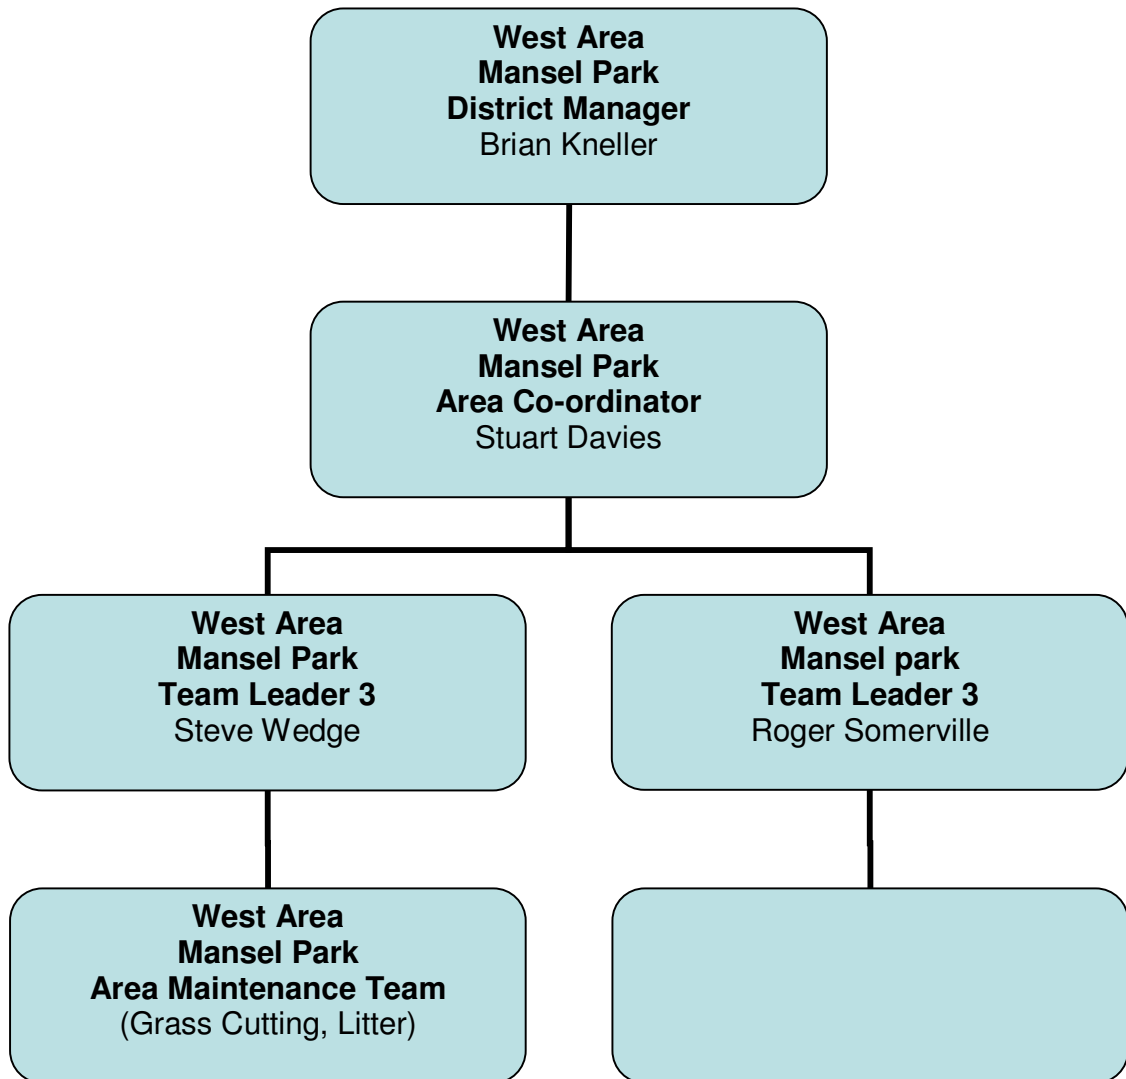 West Area
Mansel Park
District Manager
Brian Kneller
West Area
Mansel Park
Area Co-ordinator
Stuart Davies
West Area
Mansel Park
Team Leader 3
Steve Wedge
West Area
Mansel park
Team Leader 3
Roger Somerville
West Area
Mansel Park
Area Maintenance Team
(Grass Cutting, Litter)